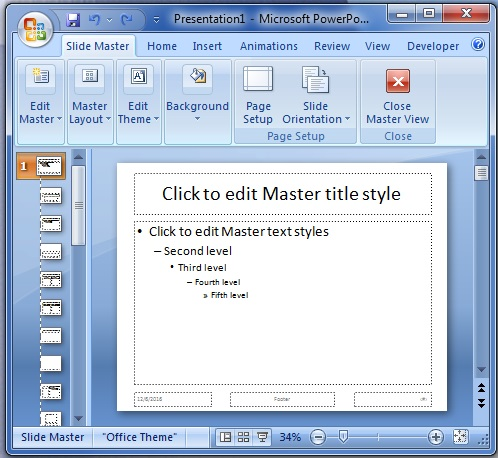 Presentation1 - Microsoft PowerPo...
Slide Master Home Insert Animations Review View Developer
Edit Master
Master Layout
Edit Theme
Background
Page Setup
Slide Orientation
Close Master View
Page Setup
Close
1
Click to edit Master title style
• Click to edit Master text styles
– Second level
• Third level
– Fourth level
» Fifth level
12/6/2016 Footer ‹#›
Slide Master "Office Theme" 34%